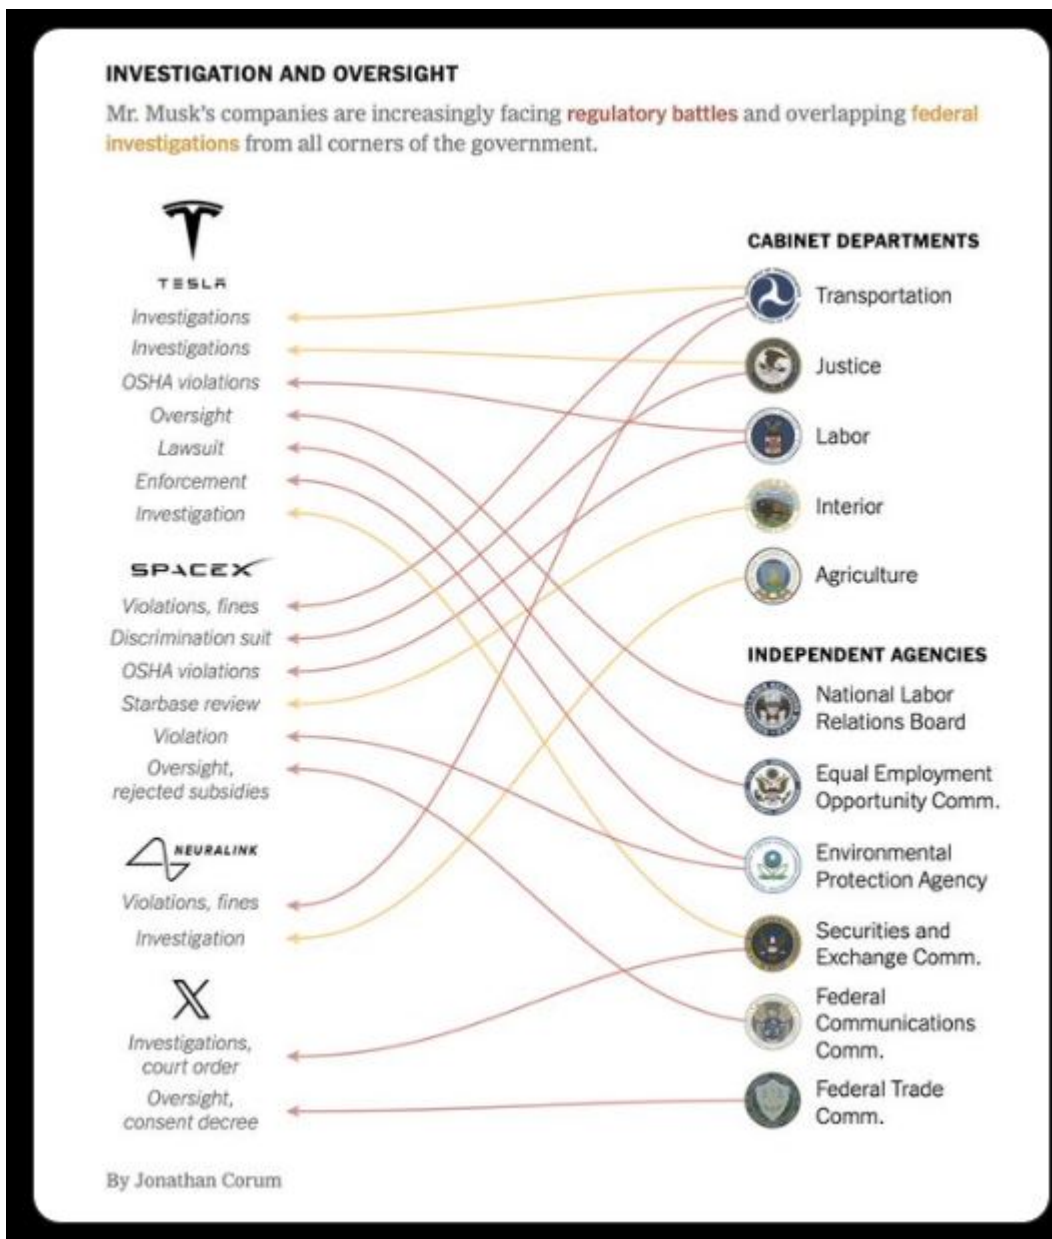 INVESTIGATION AND OVERSIGHT
Mr. Musk's companies are increasingly facing regulatory battles and overlapping federal
investigations from all corners of the government.
TESLA
Investigations
Investigations
OSHA violations
Oversight
Lawsuit
Enforcement
Investigation
SPACEX
Violations, fines
Discrimination suit
OSHA violations
Starbase review
Violation
Oversight,
rejected subsidies
NEURALINK
Violations, fines
Investigation
X
Investigations,
court order
Oversight,
consent decree
CABINET DEPARTMENTS
Transportation
Justice
Labor
Interior
Agriculture
INDEPENDENT AGENCIES
National Labor
Relations Board
Equal Employment
Opportunity Comm.
Environmental
Protection Agency
Securities and
Exchange Comm.
Federal
Communications
Comm.
Federal Trade
Comm.
By Jonathan Corum